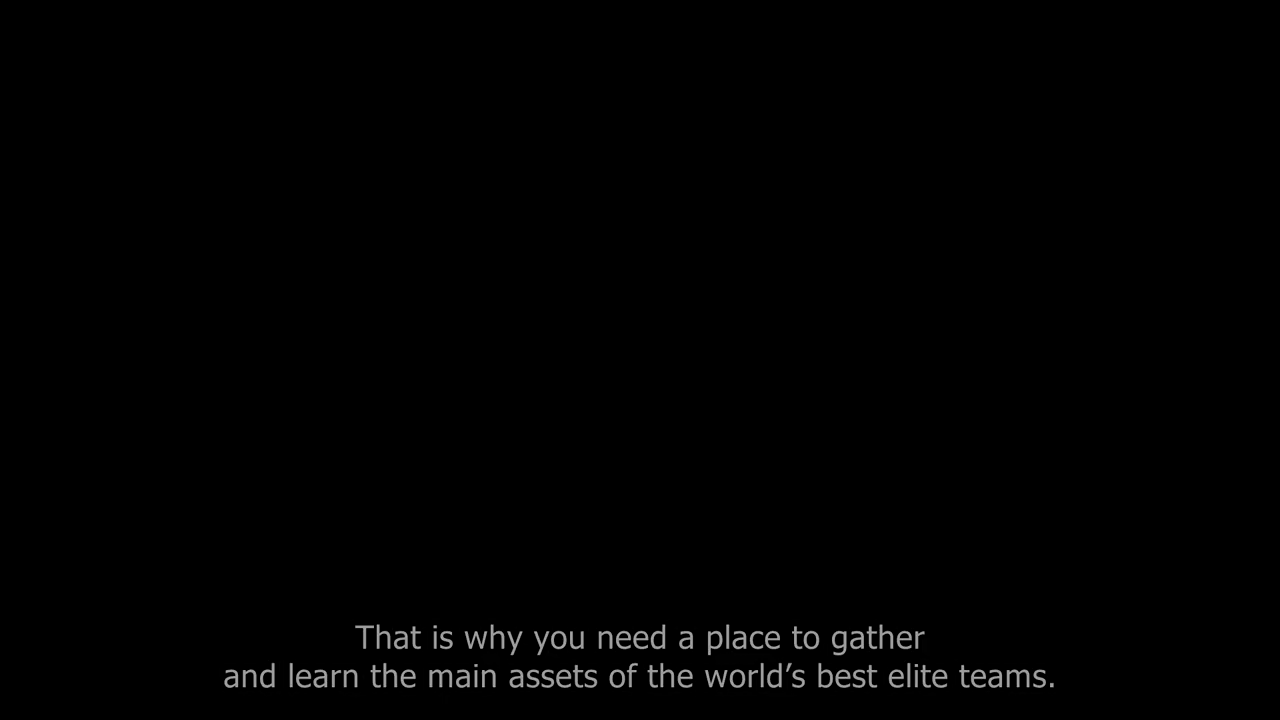 That is why you need a place to gather
and learn the main assets of the world’s best elite teams.